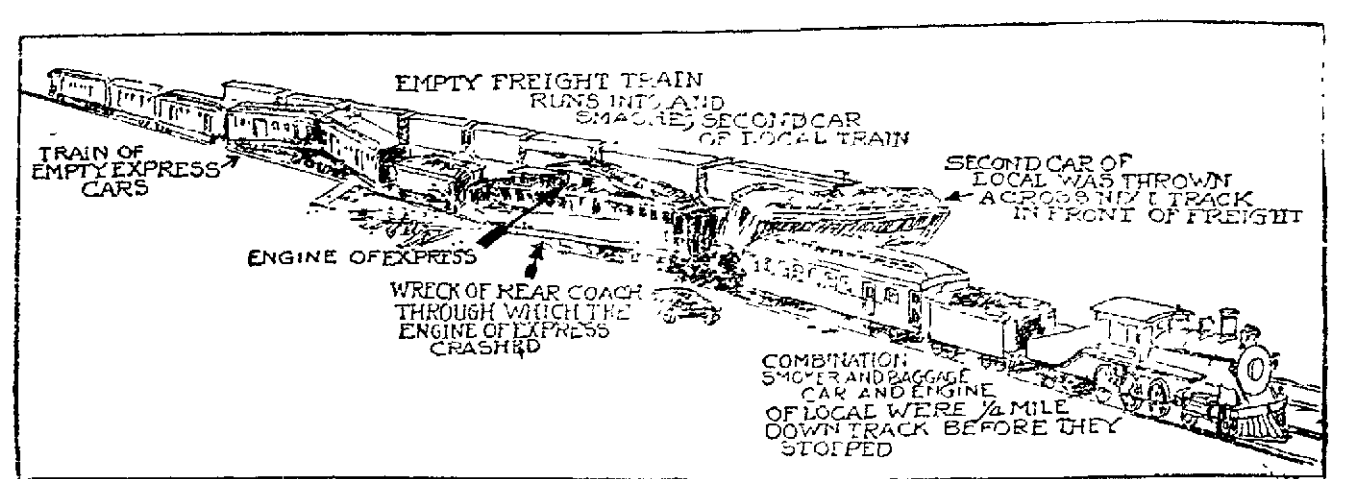 EMPTY FREIGHT TRAIN
RUNS INTO AND
SMASHES SECOND CAR
OF LOCAL TRAIN
TRAIN OF
EMPTY EXPRESS
CARS
SECOND CAR OF
LOCAL WAS THROWN
ACROSS NEXT TRACK
IN FRONT OF FREIGHT
ENGINE OF EXPRESS
WRECK OF REAR COACH
THROUGH WHICH THE
ENGINE OF EXPRESS
CRASHED
COMBINATION
SMOKER AND BAGGAGE
CAR AND ENGINE
OF LOCAL WERE 1/4 MILE
DOWN TRACK BEFORE THEY
STOPPED